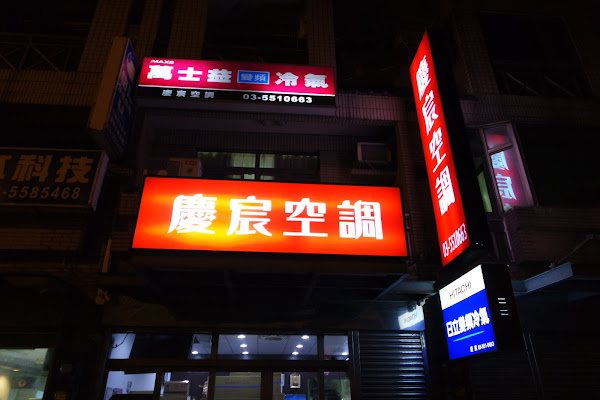 MAXE
萬士益 變頻 冷氣
慶宸空調 03-5510663
科技
5585468
慶宸空調
慶宸空調
03-5510663
HITACHI
日立變頻冷氣